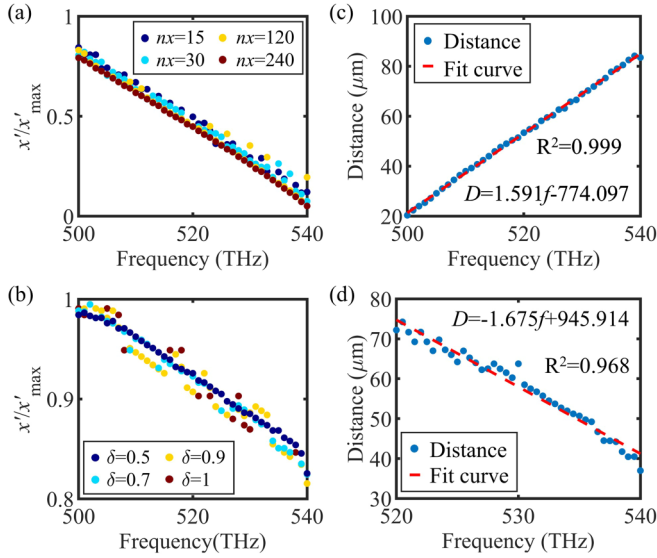 (a)
1
0.5
0
x'/x'max
nx=15 nx=120
nx=30 nx=240
500 520 540
Frequency (THz)
(c)
100
80
60
40
20
Distance (μm)
Distance
Fit curve
R²=0.999
D=1.591f-774.097
500 520 540
Frequency (THz)
(b)
1
0.9
0.8
x'/x'max
δ=0.5 δ=0.9
δ=0.7 δ=1
500 520 540
Frequency(THz)
(d)
80
70
60
50
40
30
Distance (μm)
D=-1.675f+945.914
R²=0.968
Distance
Fit curve
520 530 540
Frequency (THz)